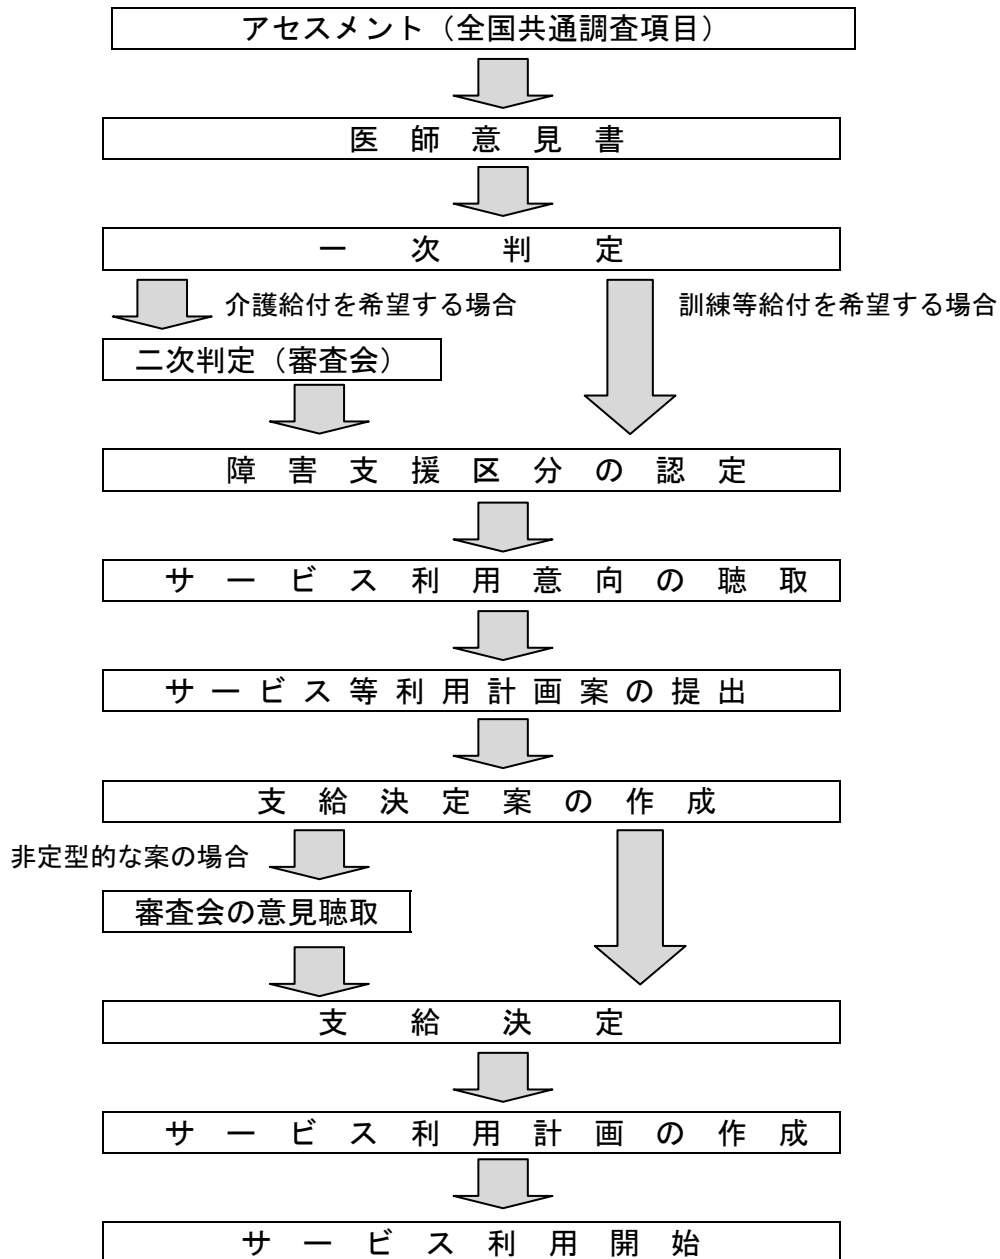 アセスメント（全国共通調査項目）
医師意見書
一次判定
介護給付を希望する場合
訓練等給付を希望する場合
二次判定（審査会）
障害支援区分の認定
サービス利用意向の聴取
サービス等利用計画案の提出
支給決定案の作成
非定型的な案の場合
審査会の意見聴取
支給決定
サービス利用計画の作成
サービス利用開始